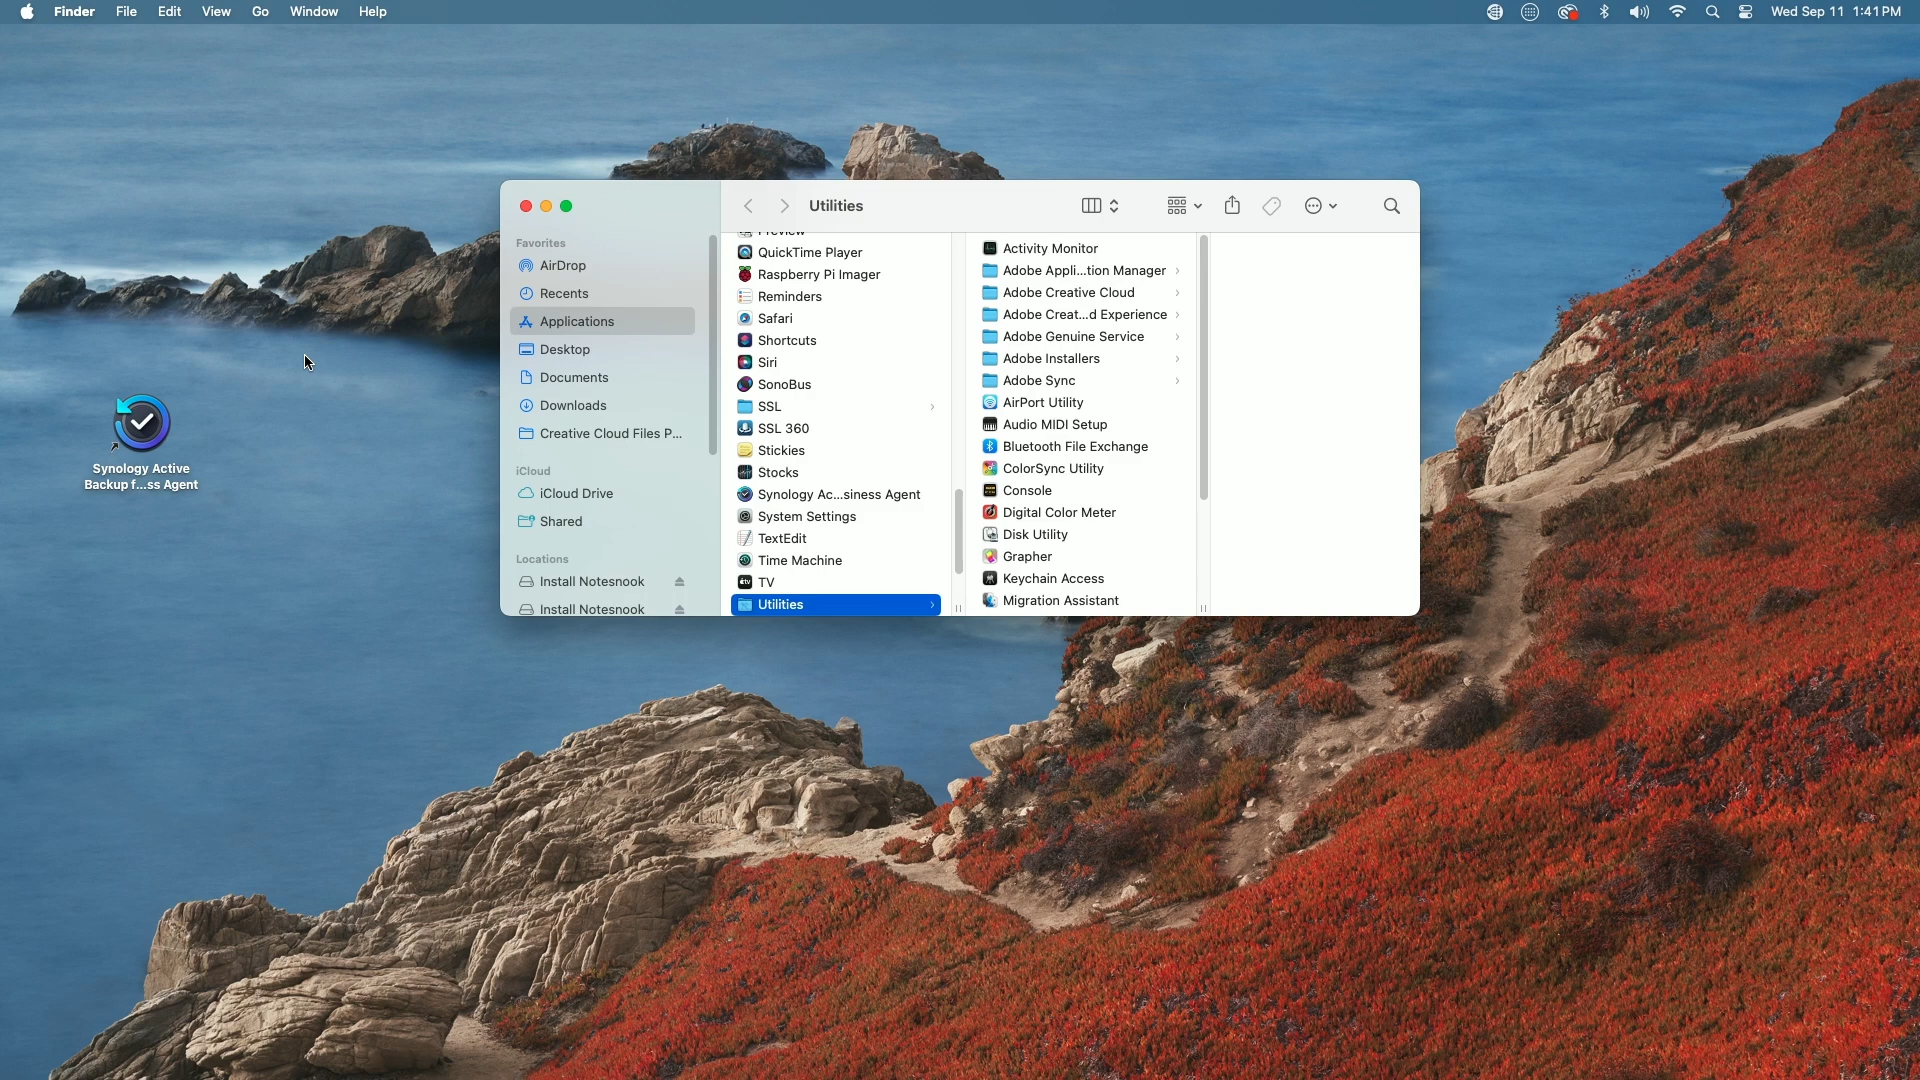 Finder File Edit View Go Window Help
Wed Sep 11 1:41 PM
Synology Active
Backup f...ss Agent
Utilities
Favorites
AirDrop
Recents
Applications
Desktop
Documents
Downloads
Creative Cloud Files P...
iCloud
iCloud Drive
Shared
Locations
Install Notesnook
Install Notesnook
Preview
QuickTime Player
Raspberry Pi Imager
Reminders
Safari
Shortcuts
Siri
SonoBus
SSL
SSL 360
Stickies
Stocks
Synology Ac...siness Agent
System Settings
TextEdit
Time Machine
TV
Utilities
Activity Monitor
Adobe Appli...tion Manager
Adobe Creative Cloud
Adobe Creat...d Experience
Adobe Genuine Service
Adobe Installers
Adobe Sync
AirPort Utility
Audio MIDI Setup
Bluetooth File Exchange
ColorSync Utility
Console
Digital Color Meter
Disk Utility
Grapher
Keychain Access
Migration Assistant